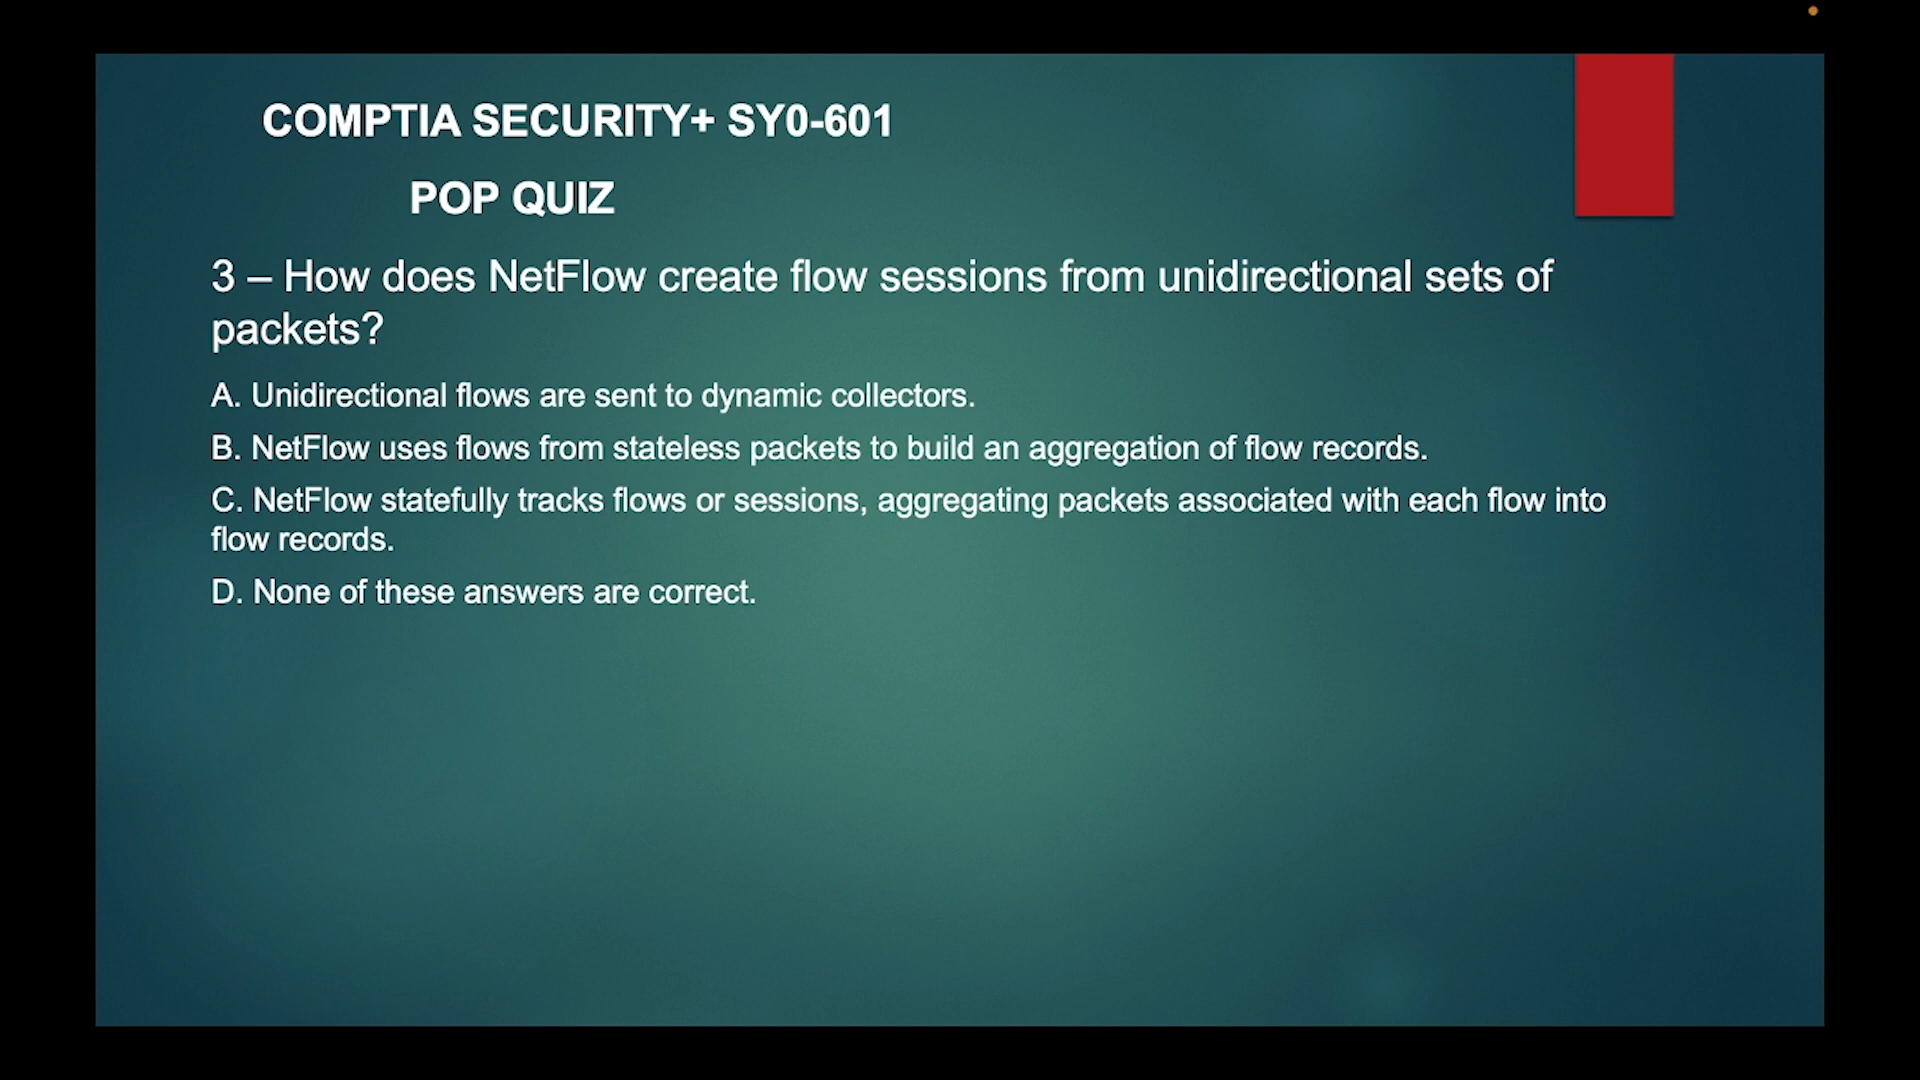 COMPTIA SECURITY+ SY0-601
POP QUIZ
3 – How does NetFlow create flow sessions from unidirectional sets of
packets?
A. Unidirectional flows are sent to dynamic collectors.
B. NetFlow uses flows from stateless packets to build an aggregation of flow records.
C. NetFlow statefully tracks flows or sessions, aggregating packets associated with each flow into
flow records.
D. None of these answers are correct.